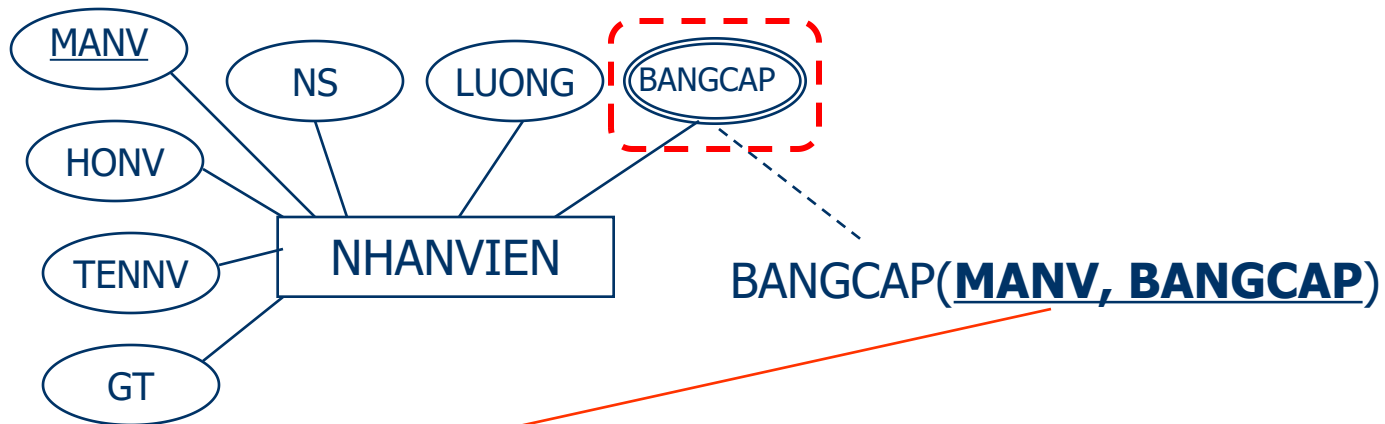 MANV
NS
LUONG
BANGCAP
HONV
TENNV
NHANVIEN
GT
BANGCAP(MANV, BANGCAP)